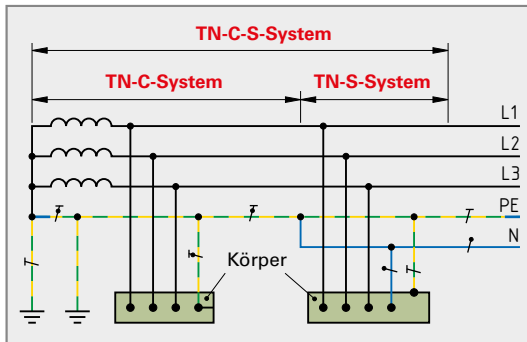 TN-C-S-System
TN-C-System TN-S-System
L1
L2
L3
PE
N
Körper